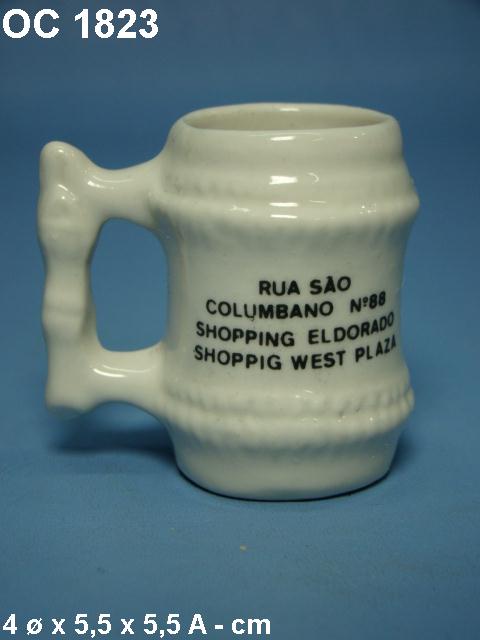 OC 1823
RUA SÃO
COLUMBANO Nº88
SHOPPING ELDORADO
SHOPPIG WEST PLAZA
4 ø x 5,5 x 5,5 A - cm